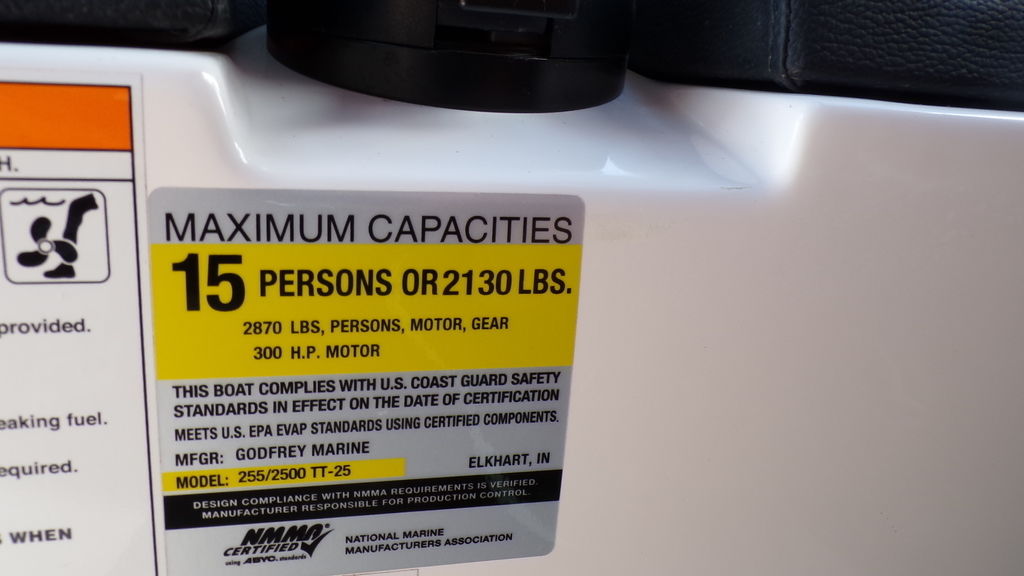 H.
provided.
eaking fuel.
equired.
WHEN
MAXIMUM CAPACITIES
15 PERSONS OR 2130 LBS.
2870 LBS, PERSONS, MOTOR, GEAR
300 H.P. MOTOR
THIS BOAT COMPLIES WITH U.S. COAST GUARD SAFETY
STANDARDS IN EFFECT ON THE DATE OF CERTIFICATION
MEETS U.S. EPA EVAP STANDARDS USING CERTIFIED COMPONENTS.
MFGR: GODFREY MARINE
ELKHART, IN
MODEL: 255/2500 TT-25
DESIGN COMPLIANCE WITH NMMA REQUIREMENTS IS VERIFIED.
MANUFACTURER RESPONSIBLE FOR PRODUCTION CONTROL.
NMMA®
CERTIFIED
using ABYC. standards
NATIONAL MARINE
MANUFACTURERS ASSOCIATION